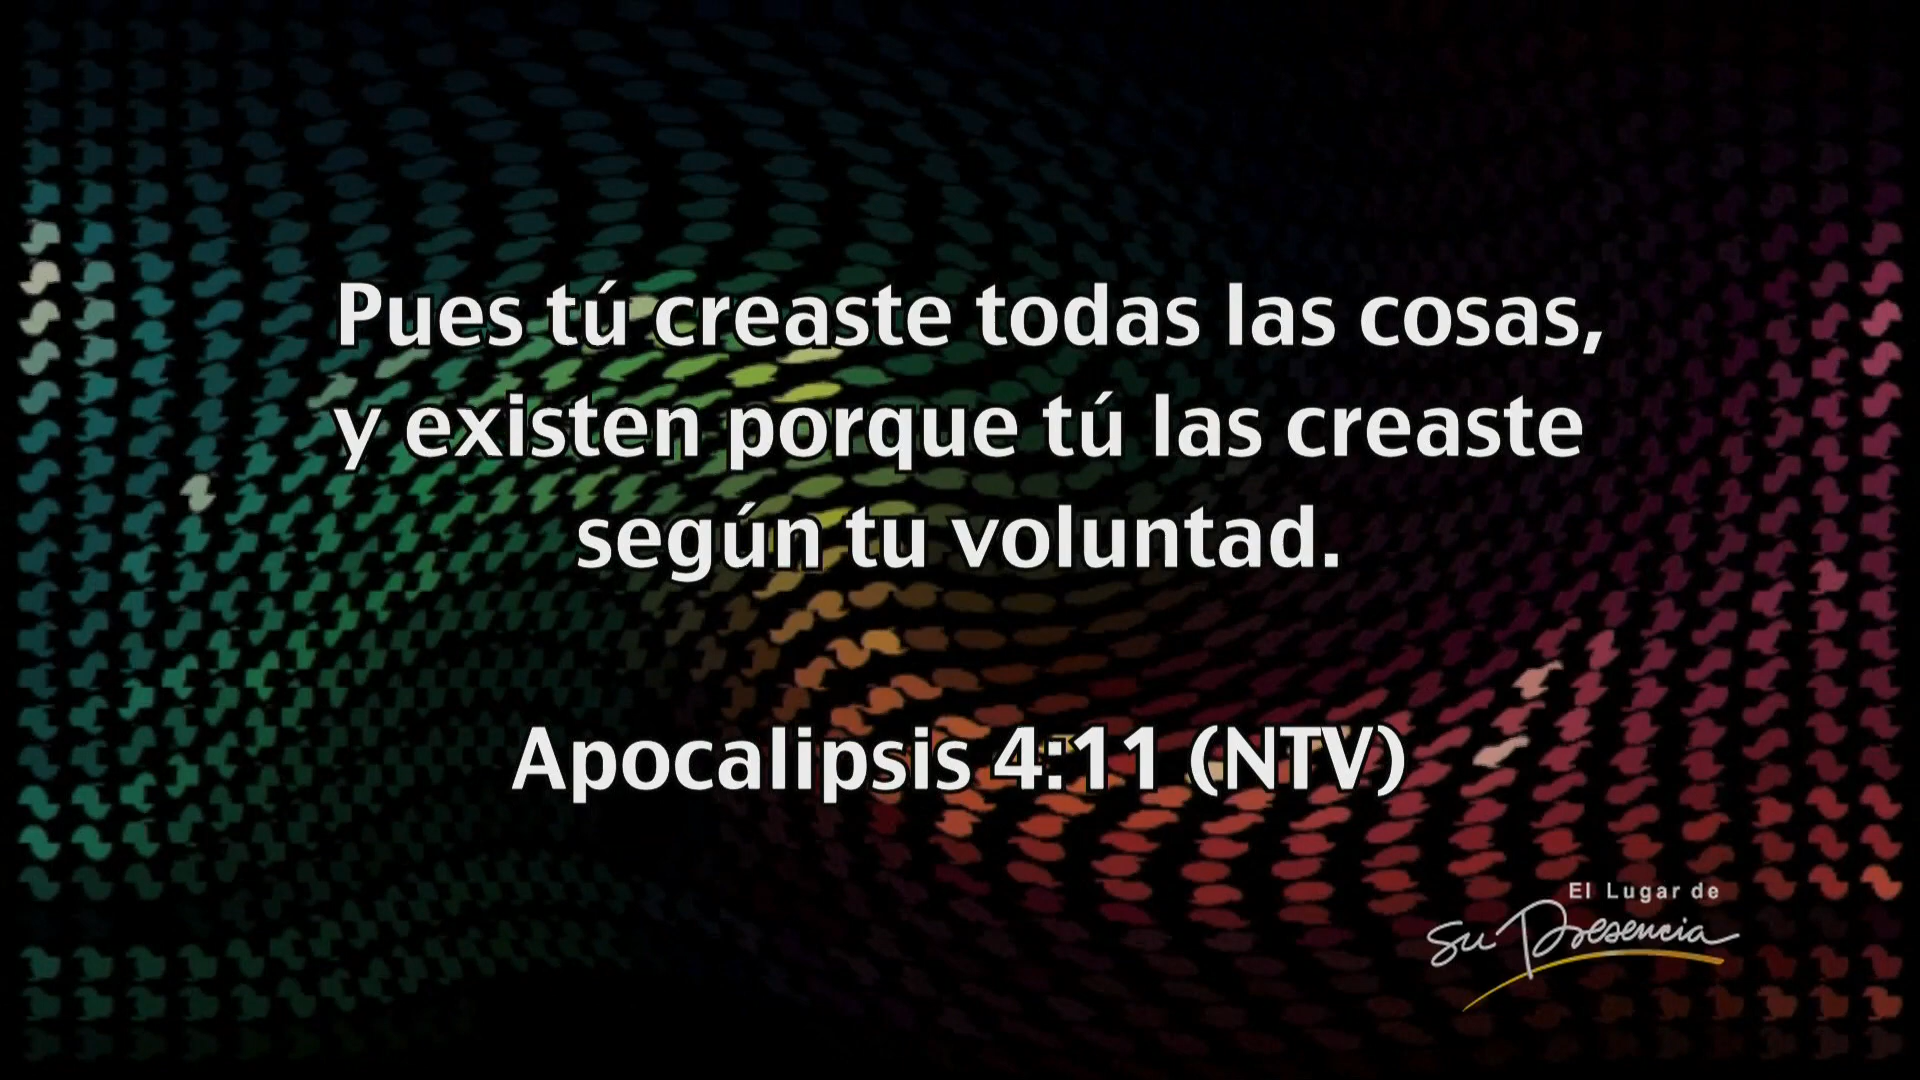 Pues tú creaste todas las cosas,
y existen porque tú las creaste
según tu voluntad.
Apocalipsis 4:11 (NTV)
El Lugar de
Su Presencia